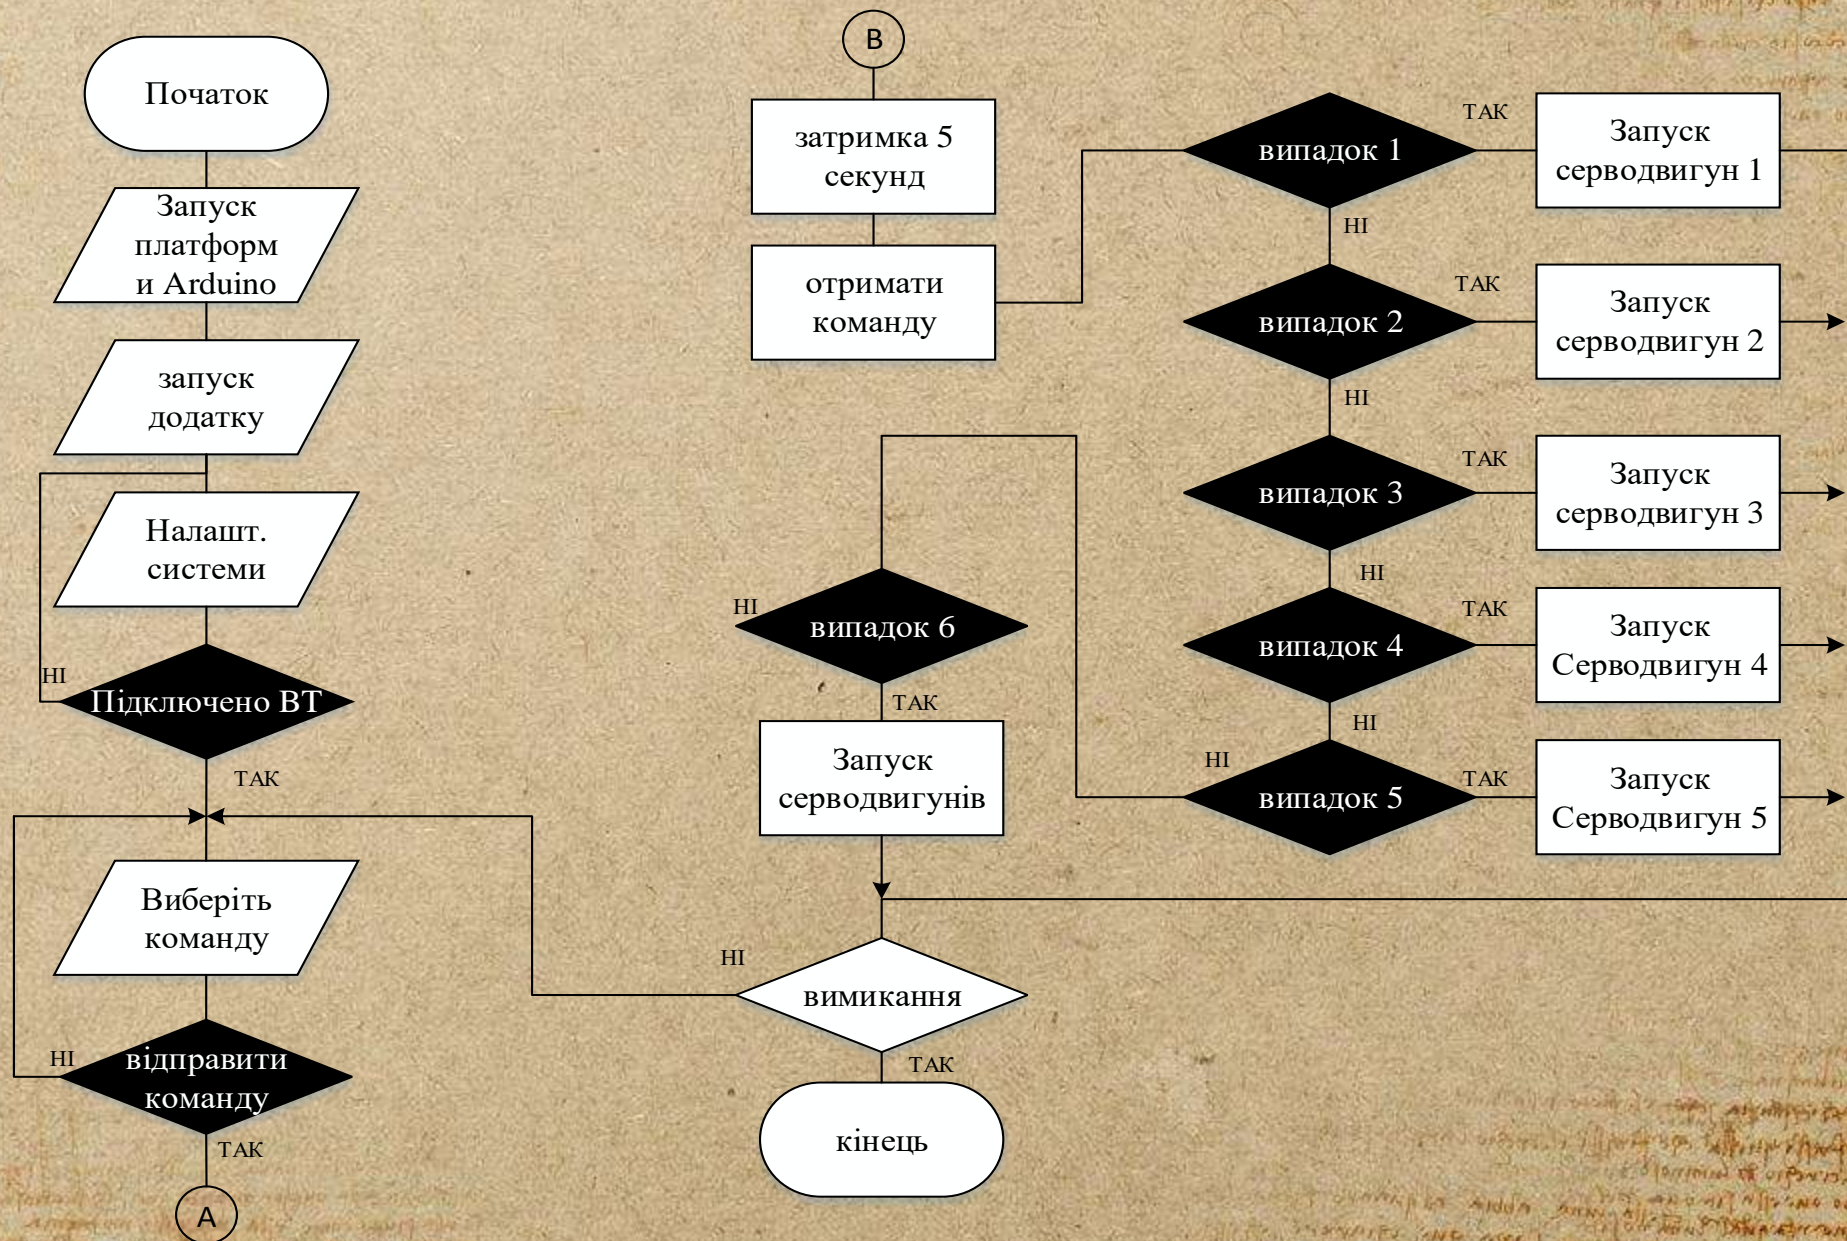 Початок
Запуск
платформ
и Arduino
запуск
додатку
Налашт.
системи
НІ
Підключено ВТ
ТАК
Виберіть
команду
НІ
відправити
команду
ТАК
А
В
затримка 5
секунд
отримати
команду
випадок 1
ТАК
Запуск
серводвигун 1
НІ
випадок 2
ТАК
Запуск
серводвигун 2
НІ
випадок 3
ТАК
Запуск
серводвигун 3
НІ
випадок 4
ТАК
Запуск
Серводвигун 4
НІ
НІ
випадок 5
ТАК
Запуск
Серводвигун 5
НІ
випадок 6
ТАК
Запуск
серводвигунів
НІ
вимикання
ТАК
кінець